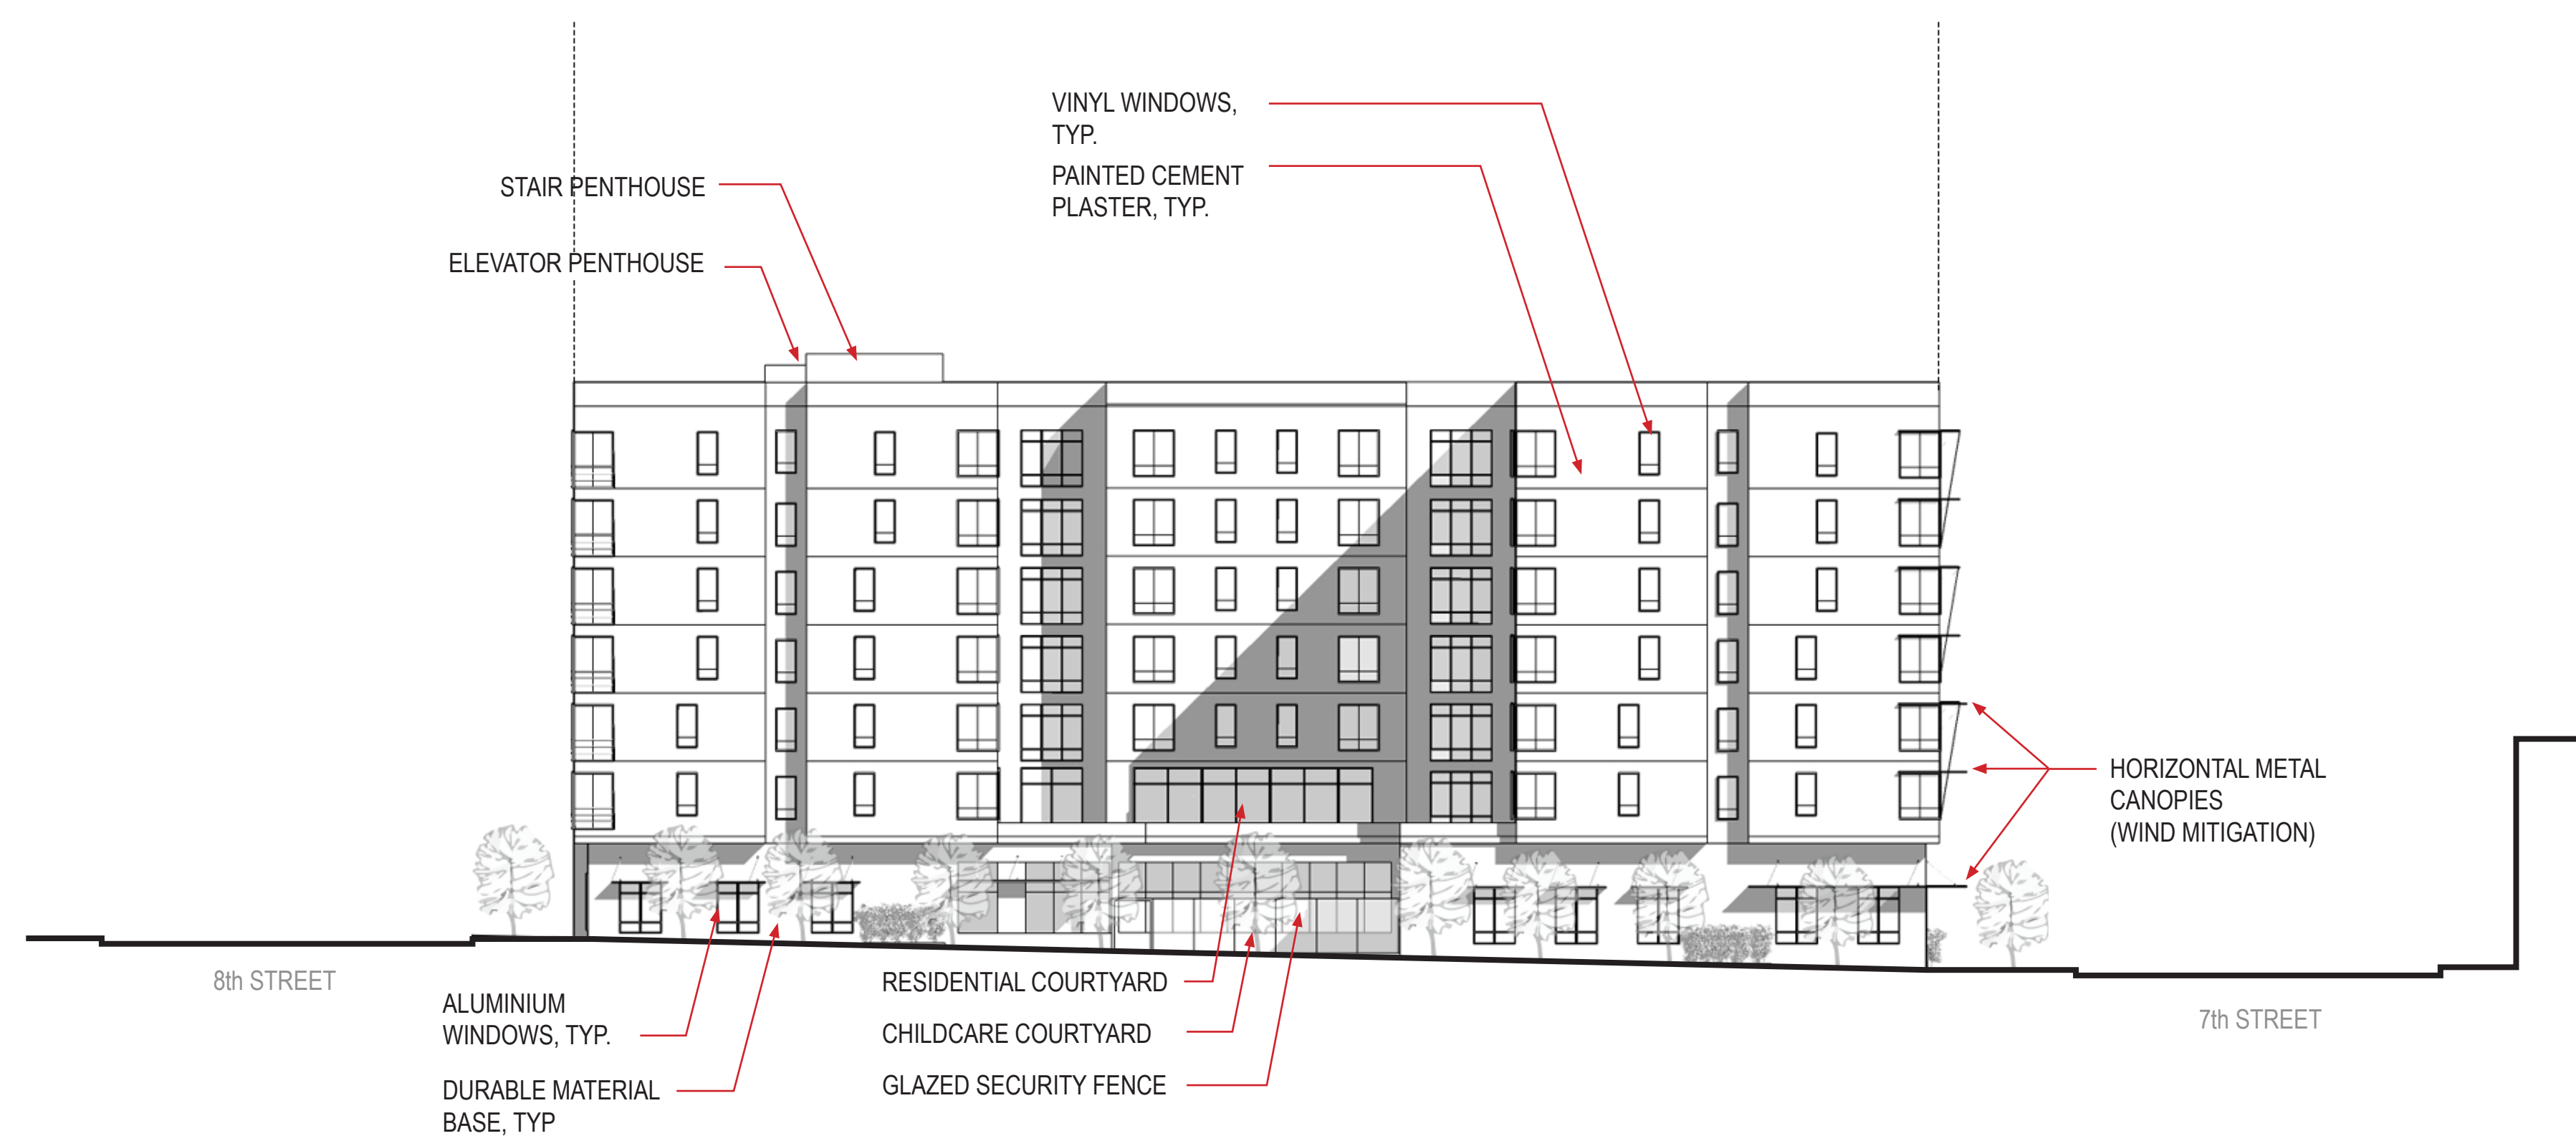 VINYL WINDOWS,
TYP.
PAINTED CEMENT
PLASTER, TYP.
STAIR PENTHOUSE
ELEVATOR PENTHOUSE
HORIZONTAL METAL
CANOPIES
(WIND MITIGATION)
8th STREET
7th STREET
ALUMINIUM
WINDOWS, TYP.
DURABLE MATERIAL
BASE, TYP
RESIDENTIAL COURTYARD
CHILDCARE COURTYARD
GLAZED SECURITY FENCE